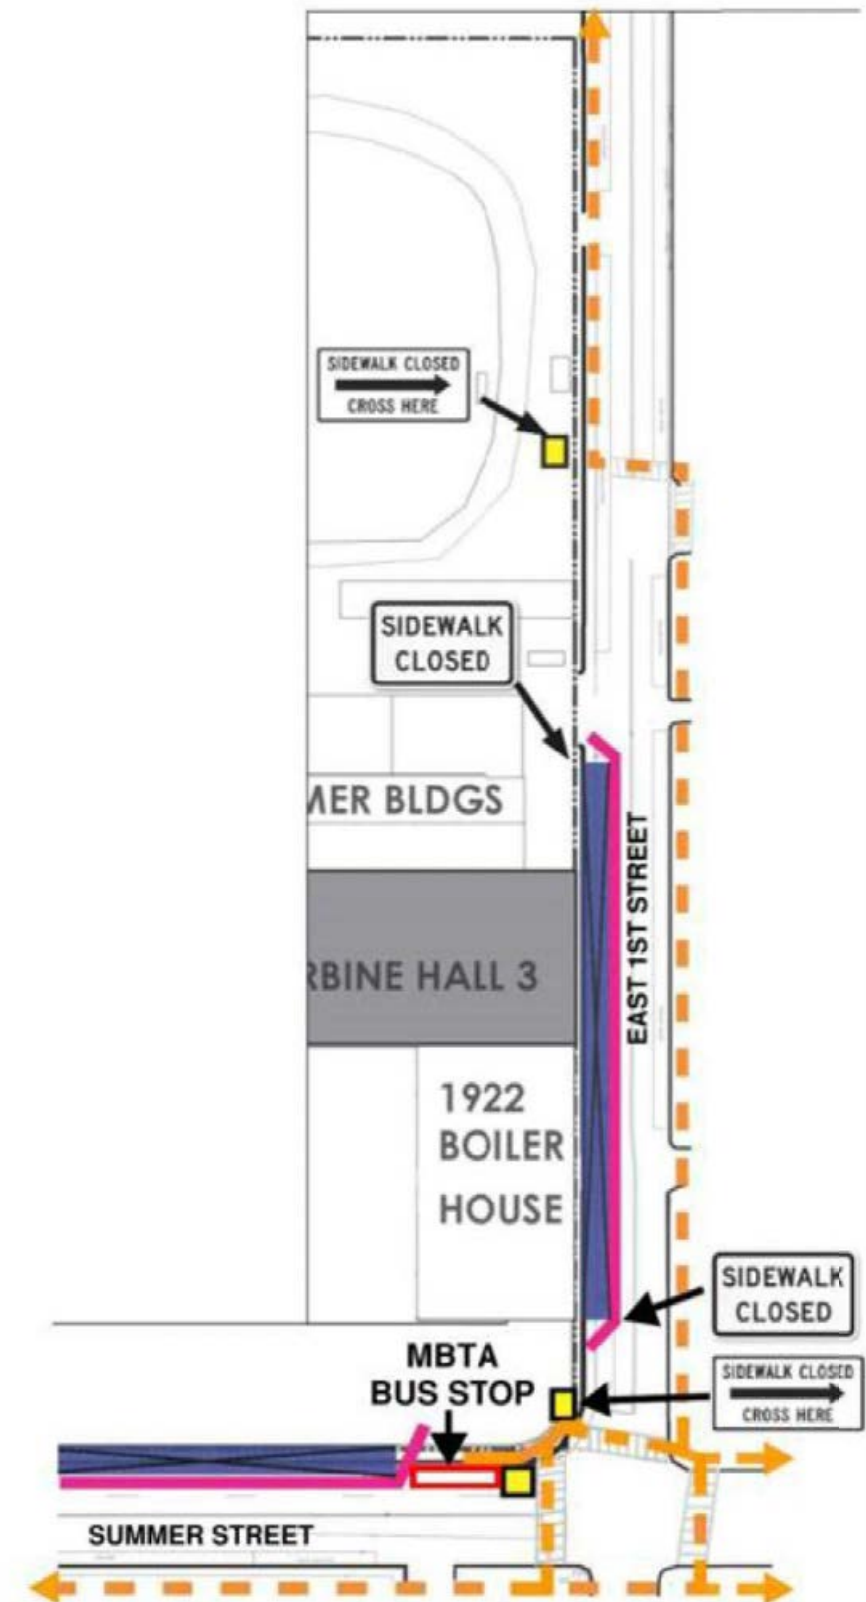 SIDEWALK CLOSED
CROSS HERE
SIDEWALK
CLOSED
MER BLDGS
RBINE HALL 3
EAST 1ST STREET
1922
BOILER
HOUSE
SIDEWALK
CLOSED
MBTA
BUS STOP
SIDEWALK CLOSED
CROSS HERE
SUMMER STREET